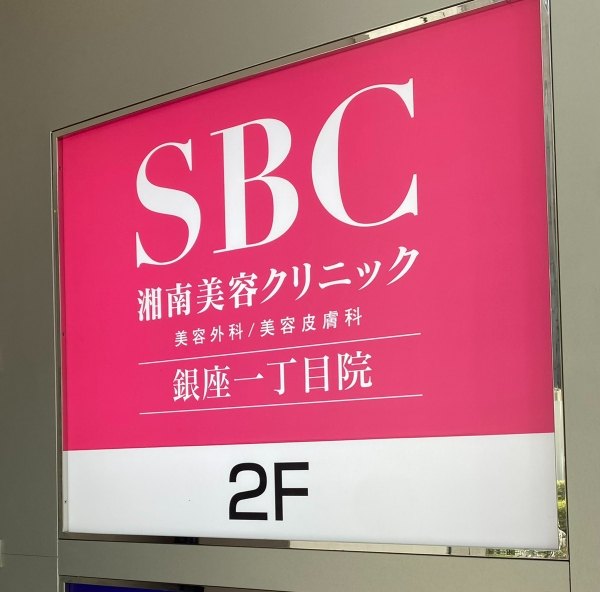 SBC
湘南美容クリニック
美容外科/美容皮膚科
銀座一丁目院
2F